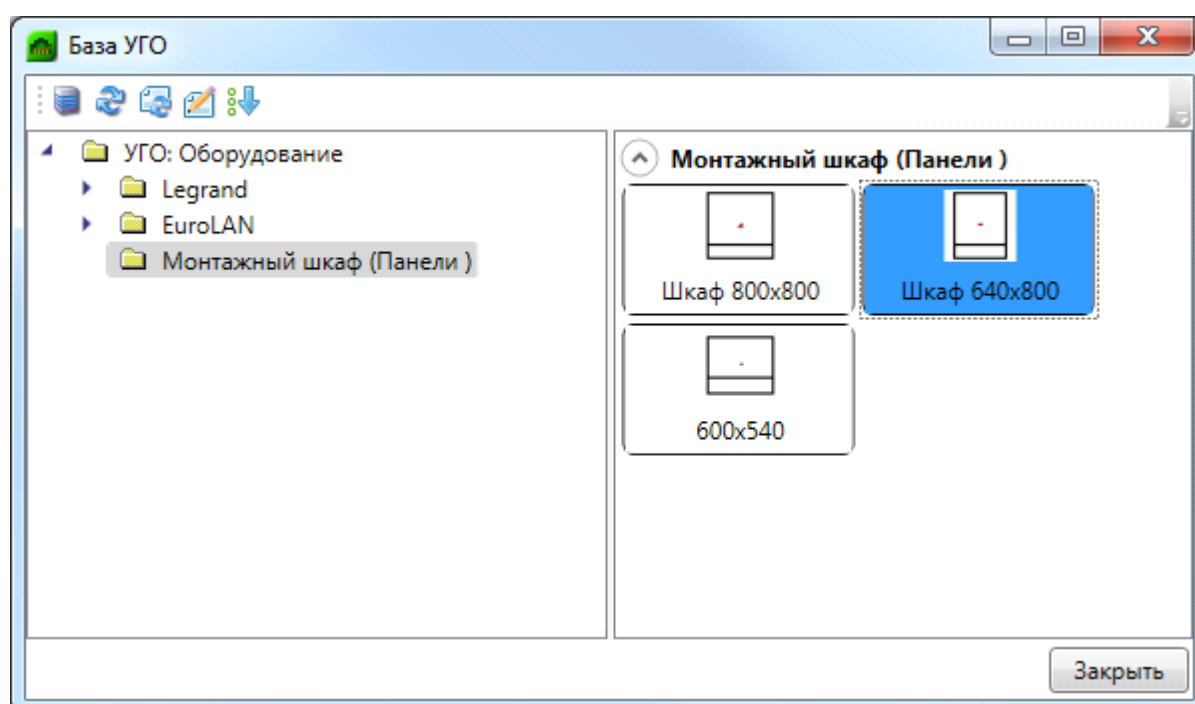 База УГО
УГО: Оборудование
Legrand
EuroLAN
Монтажный шкаф (Панели )
Монтажный шкаф (Панели )
Шкаф 800x800
Шкаф 640x800
600x540
Закрыть